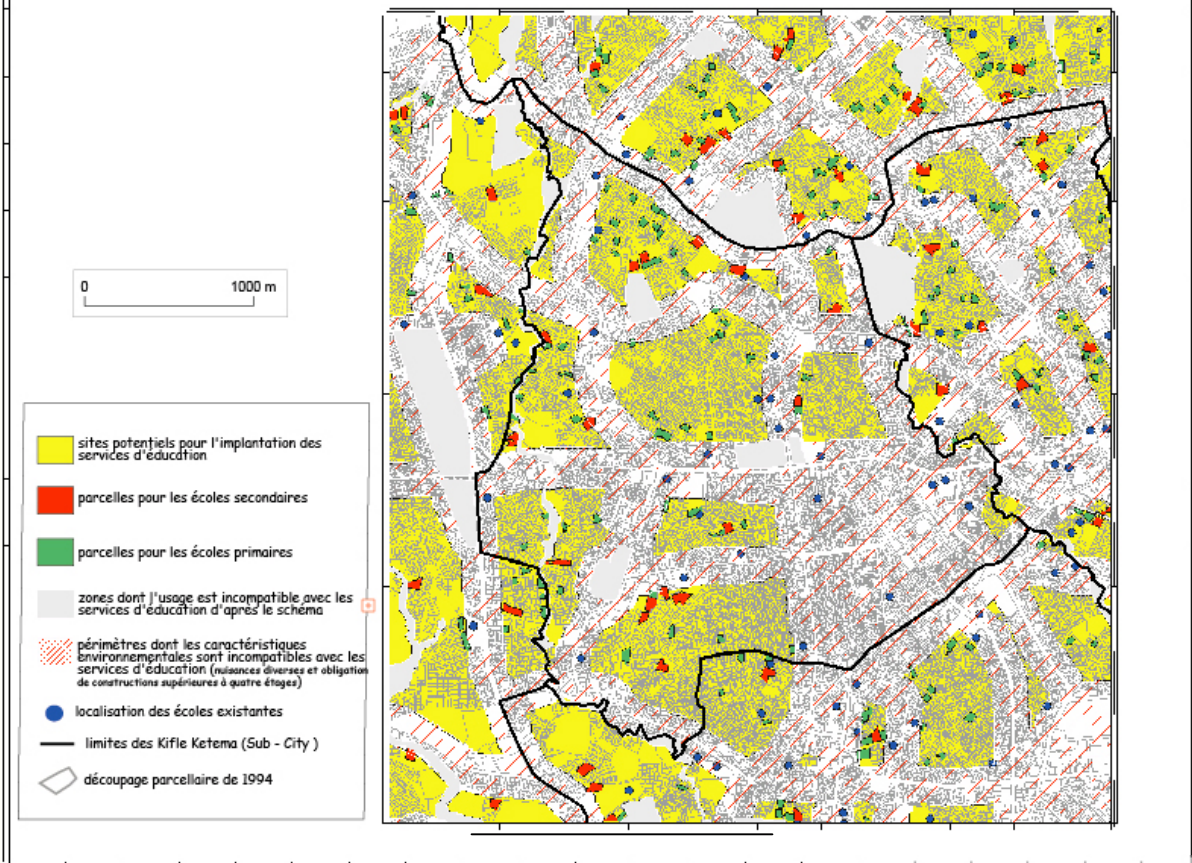 0 1000 m
sites potentiels pour l'implantation des
services d'éducation
parcelles pour les écoles secondaires
parcelles pour les écoles primaires
zones dont l'usage est incompatible avec les
services d'éducation d'après le schéma
périmètres dont les caractéristiques
environnementales sont incompatibles avec les
services d'éducation (nuisances diverses et obligation
de constructions supérieures à quatre étages)
localisation des écoles existantes
limites des Kifle Ketema (Sub - City )
découpage parcellaire de 1994